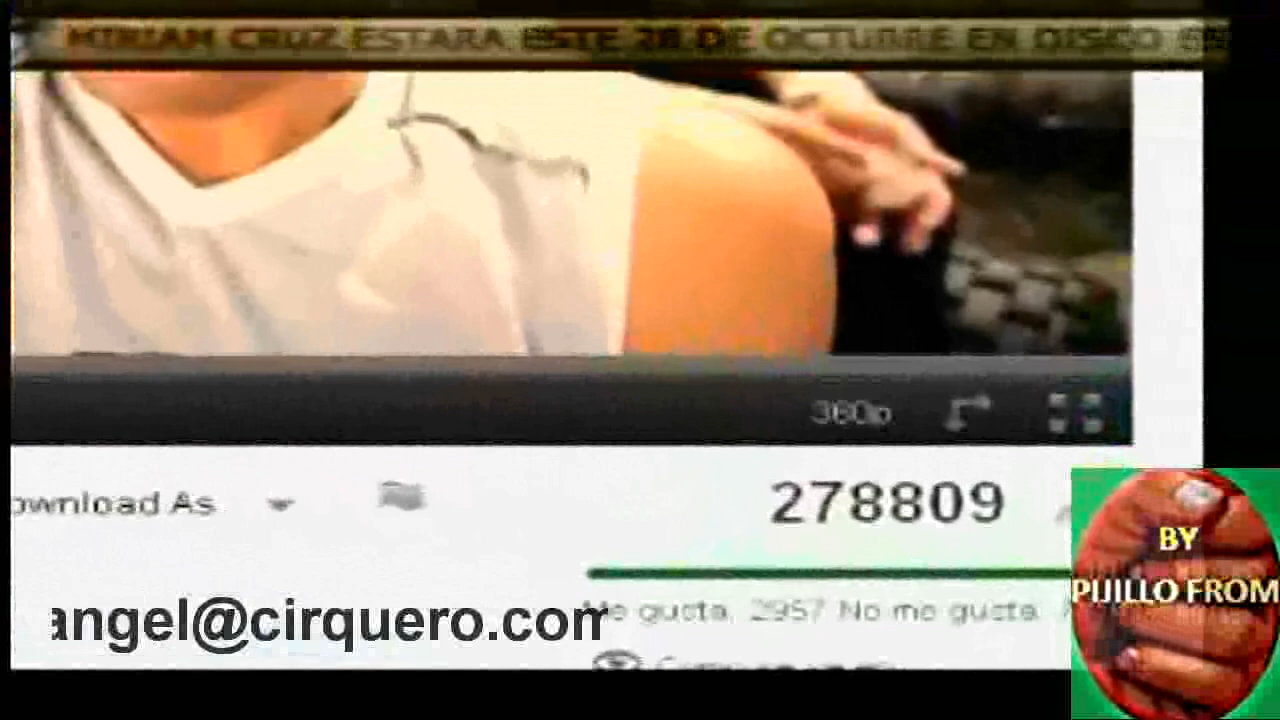 MIRIAM CRUZ ESTARA ESTE 28 DE OCTUBRE EN DISCO
360p
ownload As
278809
BY
PIJILLO FROM
Me gusta. 2957 No me gusta.
angel@cirquero.com